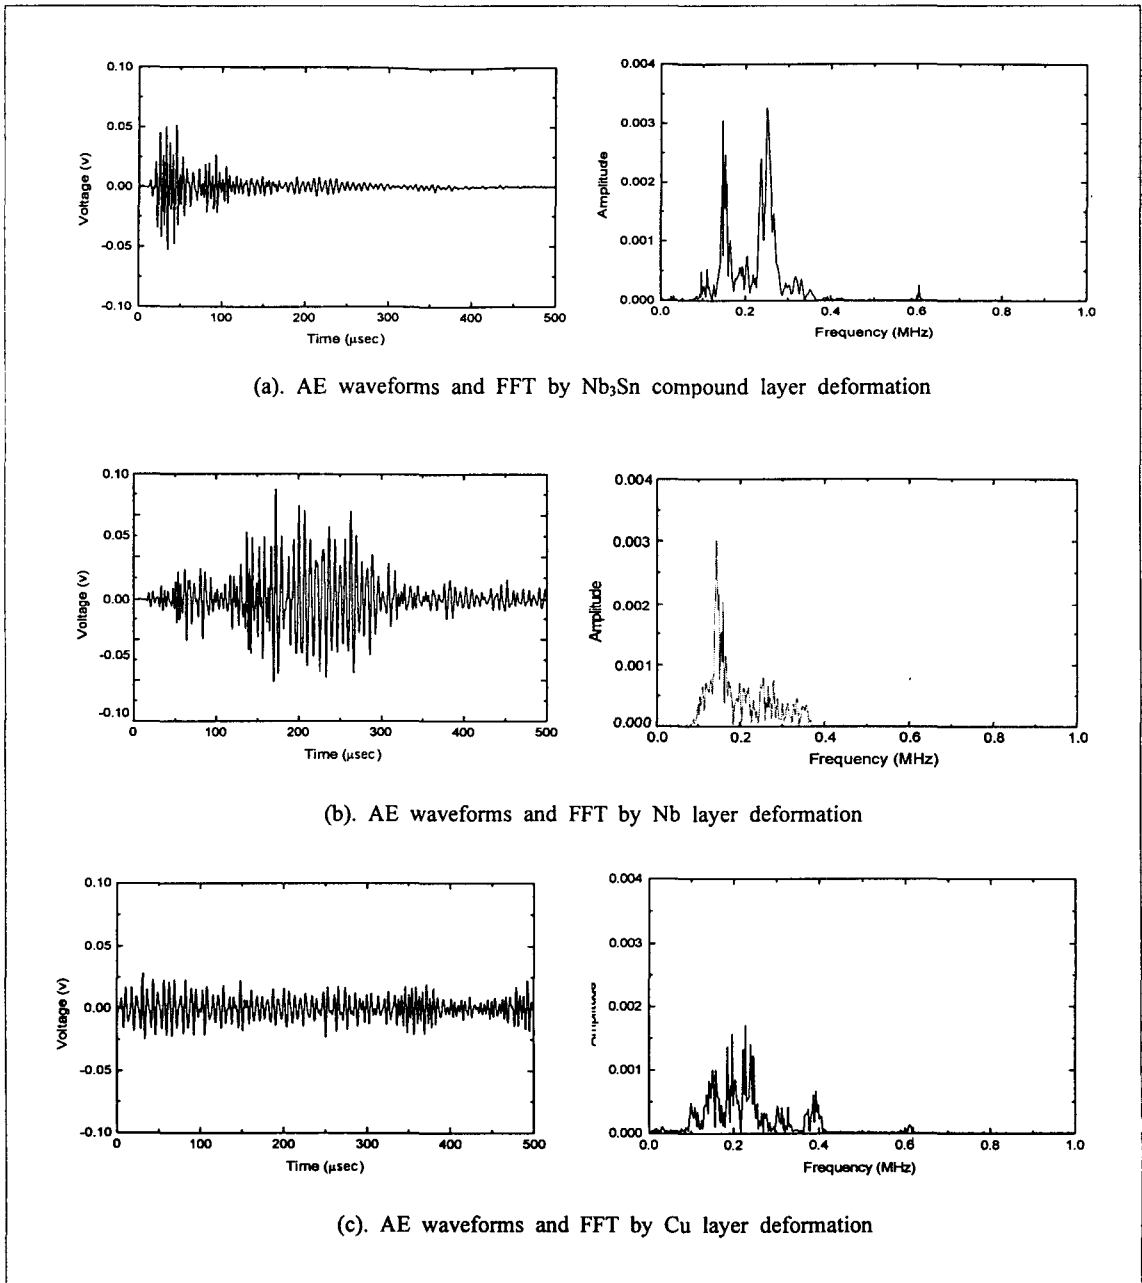 0.10
0.05
0.00
-0.05
-0.10
Voltage (v)
0 100 200 300 400 500
Time (μsec)
0.004
0.003
0.002
0.001
0.000
Amplitude
0.0 0.2 0.4 0.6 0.8 1.0
Frequency (MHz)
(a). AE waveforms and FFT by Nb₃Sn compound layer deformation
0.10
0.05
0.00
-0.05
-0.10
Voltage (v)
0 100 200 300 400 500
Time (μsec)
0.004
0.003
0.002
0.001
0.000
Amplitude
0.0 0.2 0.4 0.6 0.8 1.0
Frequency (MHz)
(b). AE waveforms and FFT by Nb layer deformation
0.10
0.05
0.00
-0.05
-0.10
Voltage (v)
0 100 200 300 400 500
Time (μsec)
0.004
0.003
0.002
0.001
0.000
Amplitude
0.0 0.2 0.4 0.6 0.8 1.0
Frequency (MHz)
(c). AE waveforms and FFT by Cu layer deformation